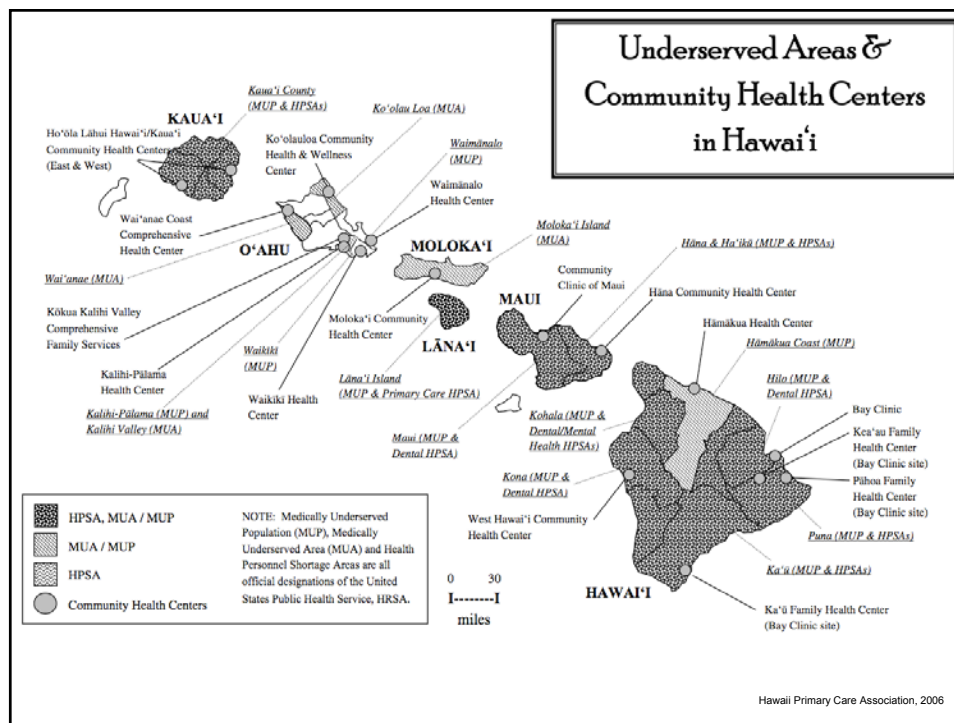 Underserved Areas &
Community Health Centers
in Hawai‘i
Kaua‘i County
(MUP & HPSAs)
KAUA‘I
Ho‘ōla Lāhui Hawai‘i/Kaua‘i
Community Health Centers
(East & West)
Ko‘olau Loa (MUA)
Ko‘olauloa Community
Health & Wellness
Center
Waimānalo
(MUP)
Waimānalo
Health Center
Wai‘anae Coast
Comprehensive
Health Center
O‘AHU
Wai‘anae (MUA)
MOLOKA‘I
Moloka‘i Island
(MUA)
Hāna & Ha‘ikū (MUP & HPSAs)
Community
Clinic of Maui
MAUI
Hāna Community Health Center
Kōkua Kalihi Valley
Comprehensive
Family Services
Moloka‘i Community
Health Center
LĀNA‘I
Hāmākua Health Center
Hāmākua Coast (MUP)
Waikiki
(MUP)
Kalihi-Pālama
Health Center
Lāna‘i Island
(MUP & Primary Care HPSA)
Waikiki Health
Center
Kalihi-Pālama (MUP) and
Kalihi Valley (MUA)
Maui (MUP &
Dental HPSA)
Kohala (MUP &
Dental/Mental
Health HPSAs)
Hilo (MUP &
Dental HPSA)
Bay Clinic
Kea‘au Family
Health Center
(Bay Clinic site)
Pāhoa Family
Health Center
(Bay Clinic site)
Kona (MUP &
Dental HPSA)
West Hawai‘i Community
Health Center
Puna (MUP & HPSAs)
Ka‘ū (MUP & HPSAs)
HAWAI‘I
Ka‘ū Family Health Center
(Bay Clinic site)
HPSA, MUA / MUP
MUA / MUP
HPSA
Community Health Centers
NOTE: Medically Underserved
Population (MUP), Medically
Underserved Area (MUA) and Health
Personnel Shortage Areas are all
official designations of the United
States Public Health Service, HRSA.
0 30
I--------I
miles
Hawaii Primary Care Association, 2006